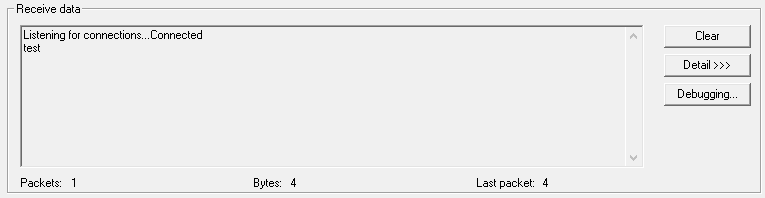 Receive data
Listening for connections...Connected
test
Clear
Detail >>>
Debugging...
Packets: 1 Bytes: 4 Last packet: 4